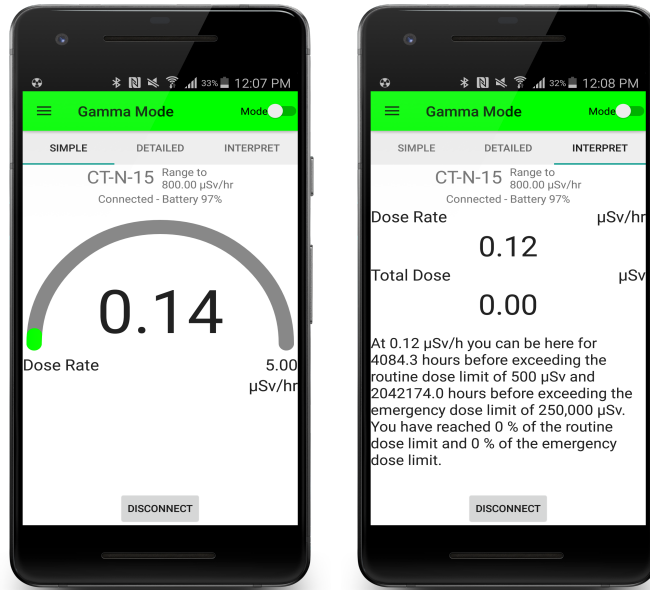 33% 12:07 PM
Gamma Mode Mode
SIMPLE DETAILED INTERPRET
CT-N-15 Range to
800.00 µSv/hr
Connected - Battery 97%
0.14
Dose Rate 5.00
µSv/hr
DISCONNECT
32% 12:08 PM
Gamma Mode Mode
SIMPLE DETAILED INTERPRET
CT-N-15 Range to
800.00 µSv/hr
Connected - Battery 97%
Dose Rate µSv/hr
0.12
Total Dose µSv
0.00
At 0.12 µSv/h you can be here for
4084.3 hours before exceeding the
routine dose limit of 500 µSv and
2042174.0 hours before exceeding the
emergency dose limit of 250,000 µSv.
You have reached 0 % of the routine
dose limit and 0 % of the emergency
dose limit.
DISCONNECT